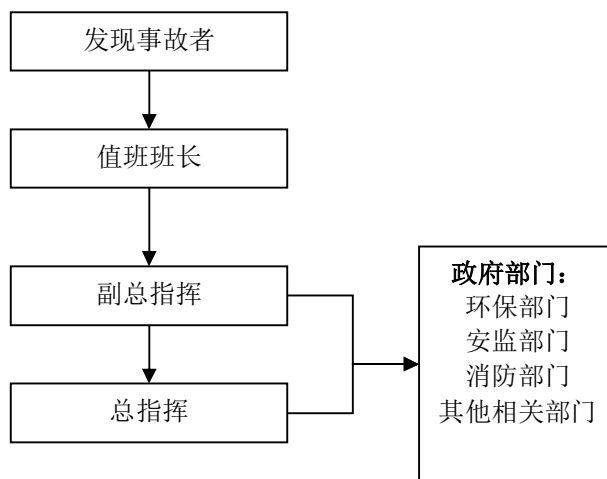 发现事故者
值班班长
副总指挥
总指挥
政府部门：
环保部门
安监部门
消防部门
其他相关部门